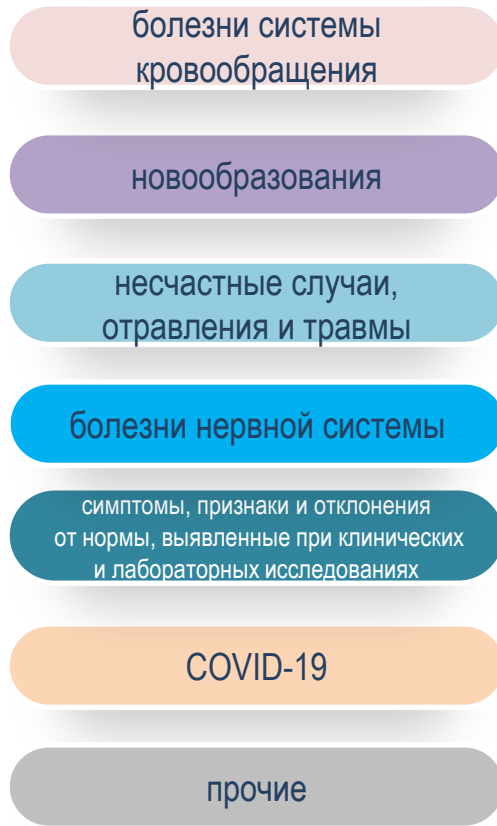 болезни системы
кровообращения
новообразования
несчастные случаи,
отравления и травмы
болезни нервной системы
симптомы, признаки и отклонения
от нормы, выявленные при клинических
и лабораторных исследованиях
COVID-19
прочие